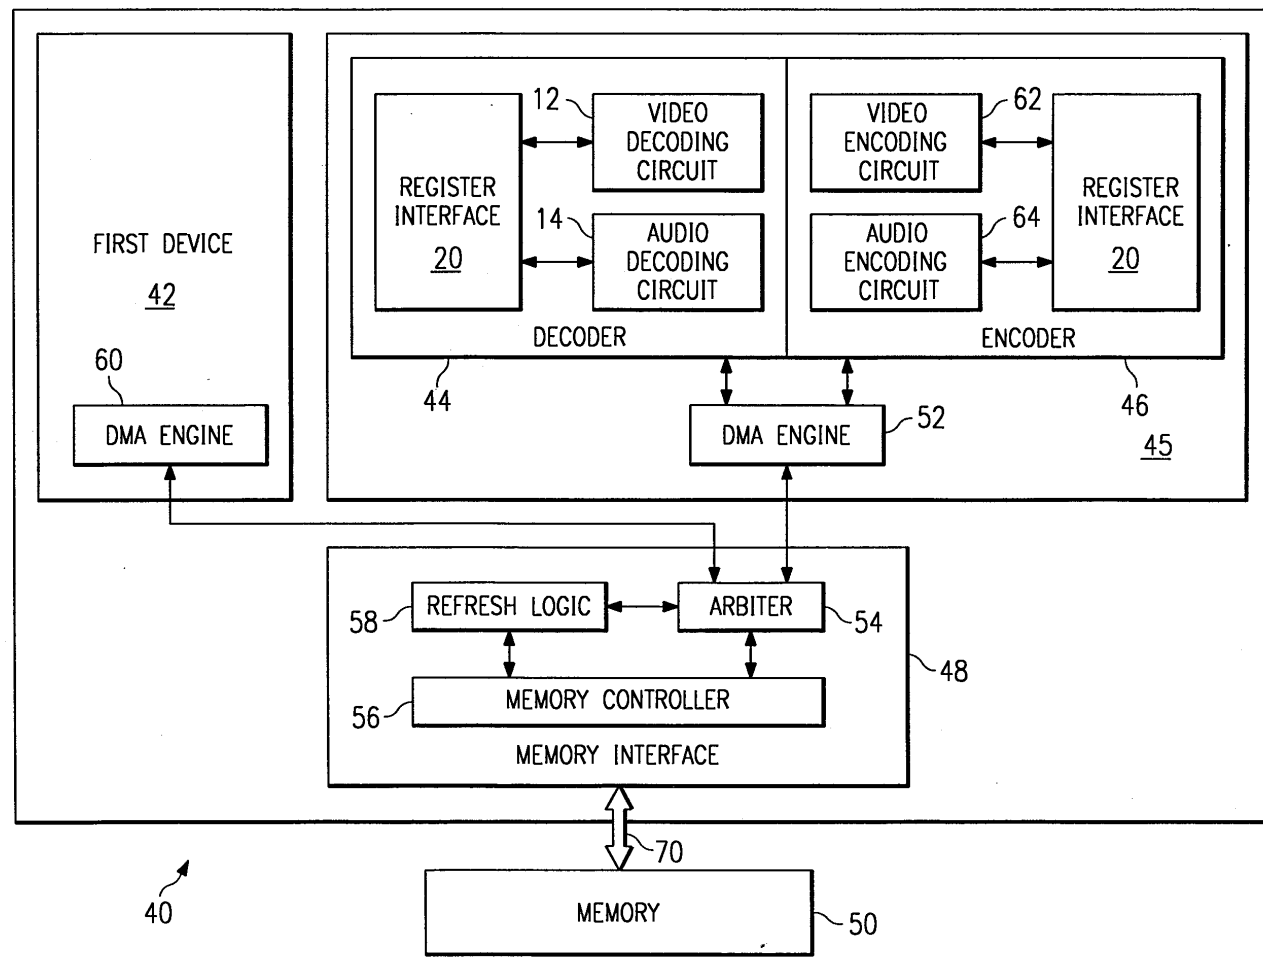 FIRST DEVICE
42
60
DMA ENGINE
REGISTER
INTERFACE
20
12
VIDEO
DECODING
CIRCUIT
14
AUDIO
DECODING
CIRCUIT
DECODER
44
VIDEO
ENCODING
CIRCUIT
62
AUDIO
ENCODING
CIRCUIT
64
REGISTER
INTERFACE
20
ENCODER
46
DMA ENGINE
52
45
REFRESH LOGIC
58
ARBITER
54
MEMORY CONTROLLER
56
MEMORY INTERFACE
48
70
MEMORY
50
40